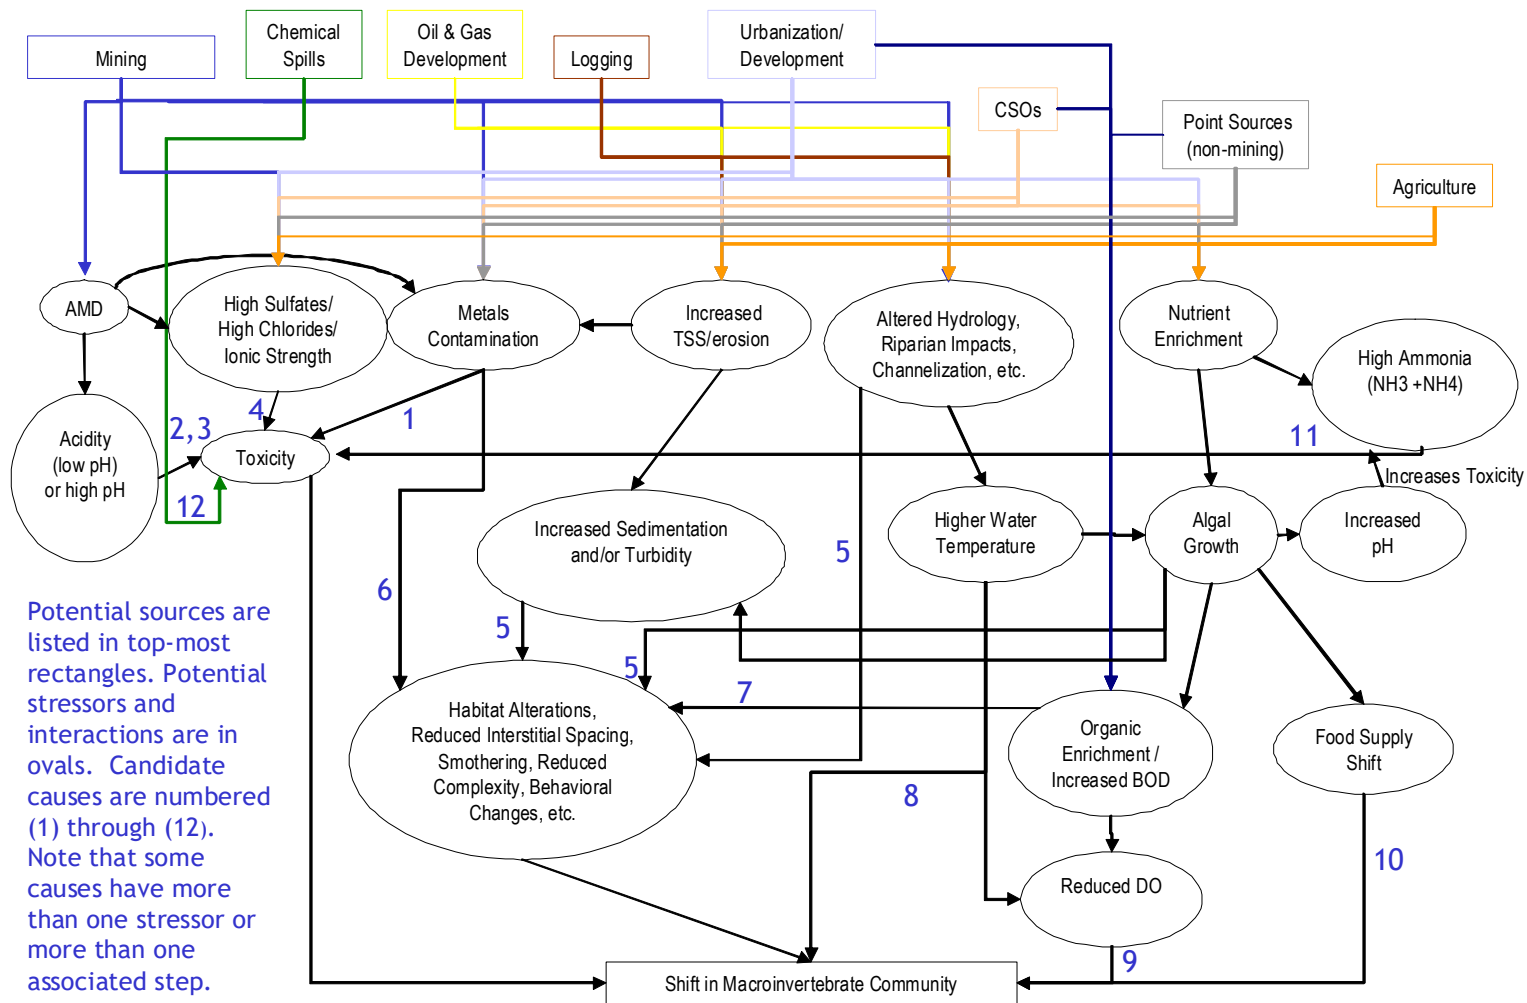 Mining
Chemical
Spills
Oil & Gas
Development
Logging
Urbanization/
Development
CSOs
Point Sources
(non-mining)
Agriculture
AMD
High Sulfates/
High Chlorides/
Ionic Strength
Metals
Contamination
Increased
TSS/erosion
Altered Hydrology,
Riparian Impacts,
Channelization, etc.
Nutrient
Enrichment
High Ammonia
(NH3 +NH4)
Acidity
(low pH)
or high pH
2,3
4
1
Toxicity
12
11
Increases Toxicity
Increased Sedimentation
and/or Turbidity
Higher Water
Temperature
Algal
Growth
Increased
pH
5
6
5
5
7
8
Potential sources are
listed in top-most
rectangles. Potential
stressors and
interactions are in
ovals.  Candidate
causes are numbered
(1) through (12).
Note that some
causes have more
than one stressor or
more than one
associated step.
Habitat Alterations,
Reduced Interstitial Spacing,
Smothering, Reduced
Complexity, Behavioral
Changes, etc.
Organic
Enrichment /
Increased BOD
Food Supply
Shift
Reduced DO
10
9
Shift in Macroinvertebrate Community